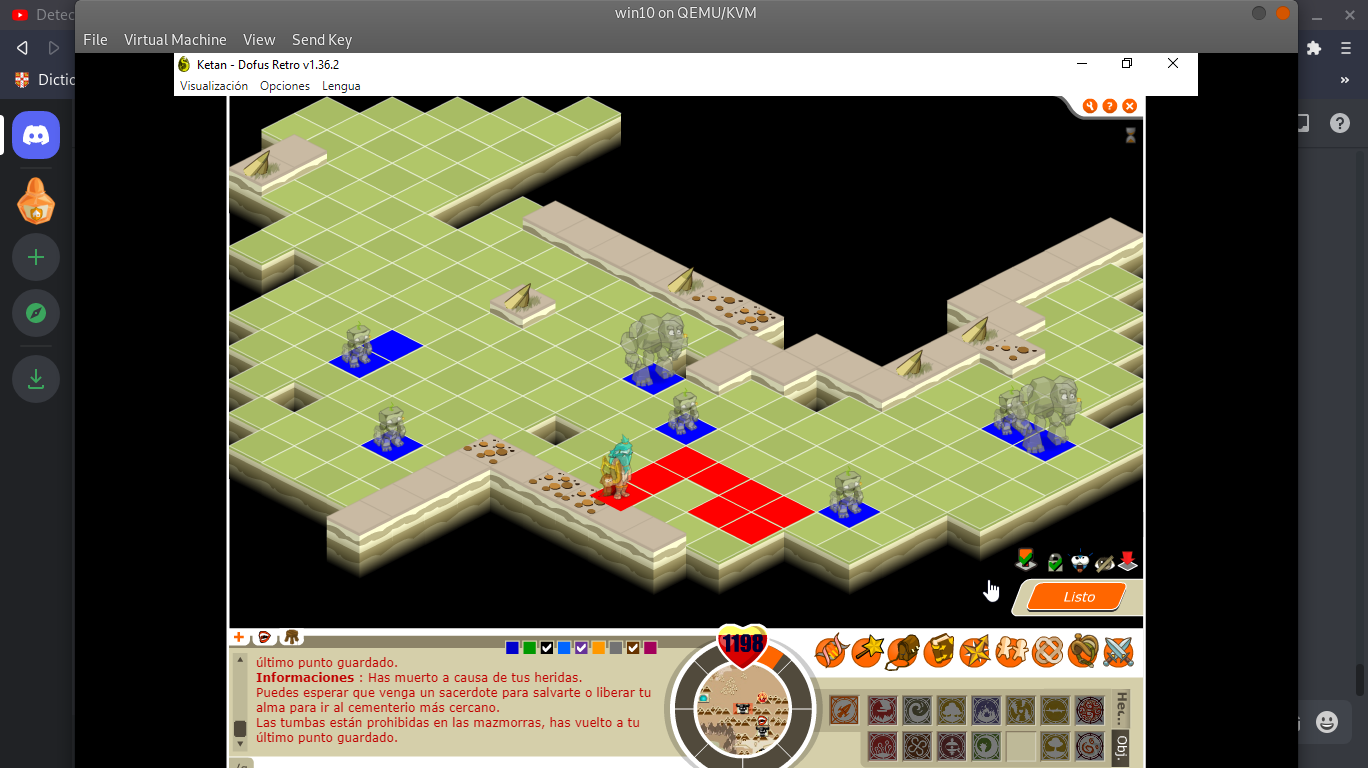 Detec
win10 on QEMU/KVM
File Virtual Machine View Send Key
Dictio
Ketan - Dofus Retro v1.36.2
Visualización Opciones Lengua
Listo
1198
último punto guardado.
Informaciones : Has muerto a causa de tus heridas.
Puedes esperar que venga un sacerdote para salvarte o liberar tu
alma para ir al cementerio más cercano.
Las tumbas están prohibidas en las mazmorras, has vuelto a tu
último punto guardado.
Hec..
Obj.